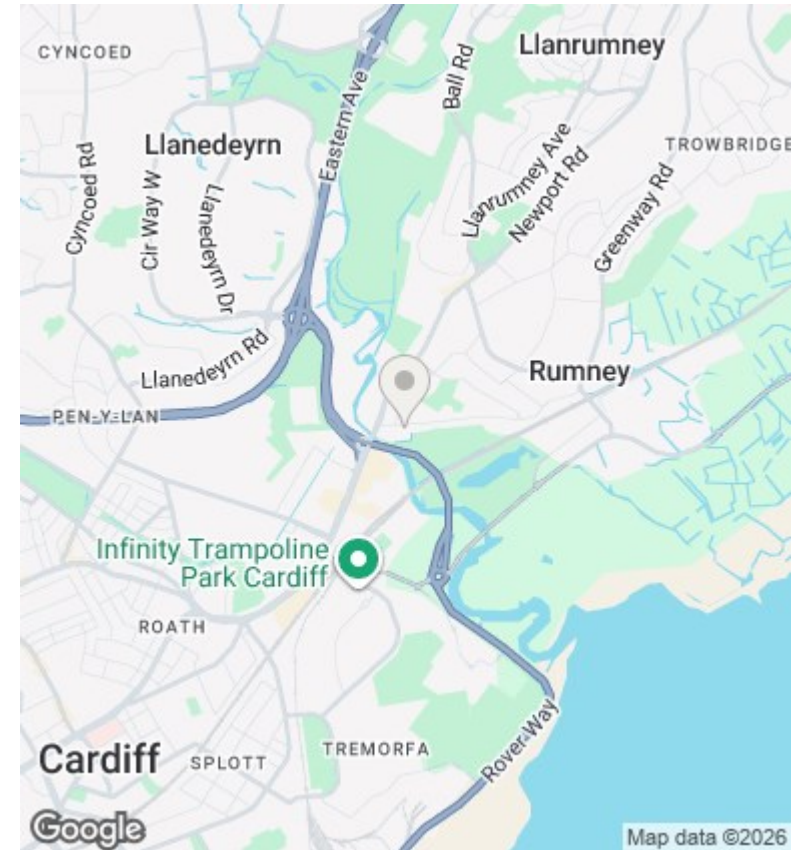 CYNCOED
Llanrumney
Ball Rd
Eastern Ave
Llanedeyrn
TROWBRIDGE
Cyncoed Rd
Cir Way W
Llanedeyrn Dr
Llanrumney Ave
Newport Rd
Greenway Rd
Llanedeyrn Rd
Rumney
PEN-Y-LAN
Infinity Trampoline
Park Cardiff
ROATH
TREMORFA
Rover Way
Cardiff
SPLOTT
Google
Map data ©2026